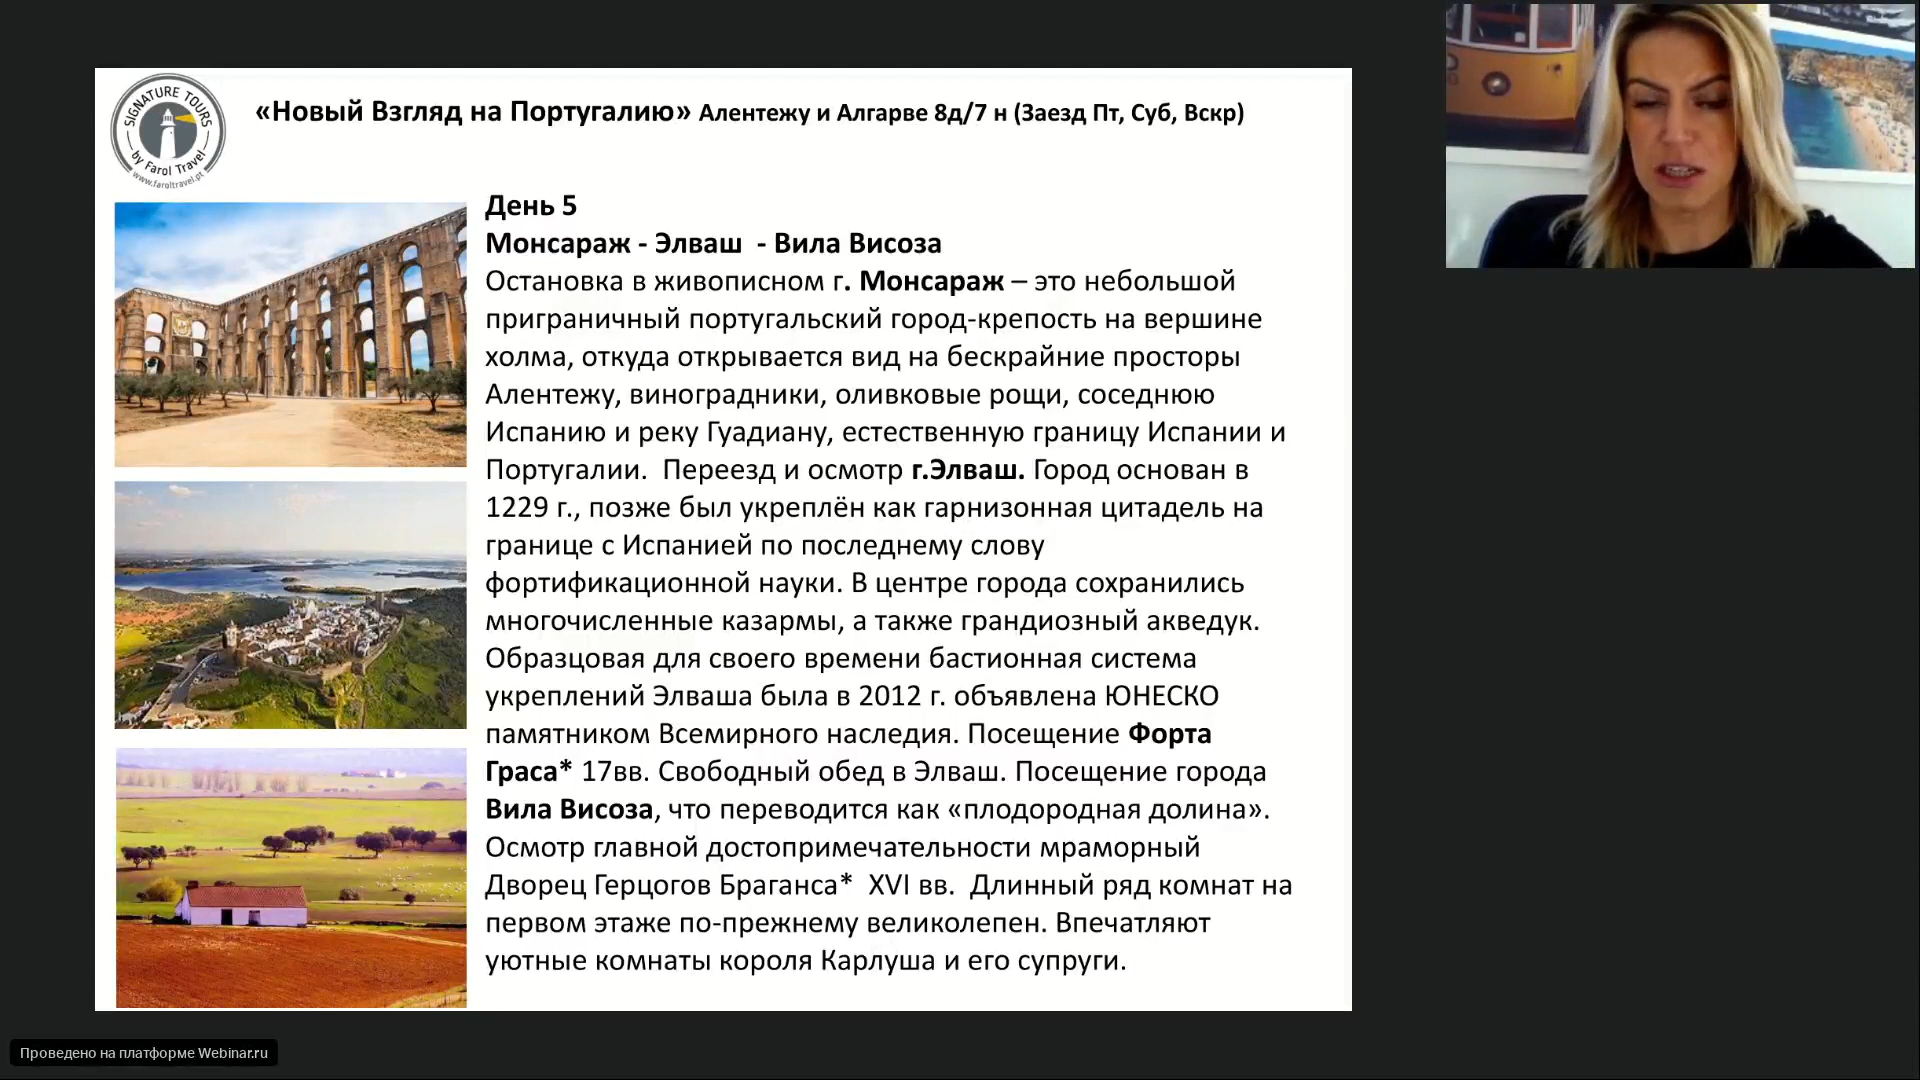 SIGNATURE TOURS
by Farol Travel
www.faroltravel.pt
«Новый Взгляд на Португалию» Алентежу и Алгарве 8д/7 н (Заезд Пт, Суб, Вскр)
День 5
Монсараж - Элваш  - Вила Висоза
Остановка в живописном г. Монсараж – это небольшой
приграничный португальский город-крепость на вершине
холма, откуда открывается вид на бескрайние просторы
Алентежу, виноградники, оливковые рощи, соседнюю
Испанию и реку Гуадиану, естественную границу Испании и
Португалии.  Переезд и осмотр г.Элваш. Город основан в
1229 г., позже был укреплён как гарнизонная цитадель на
границе с Испанией по последнему слову
фортификационной науки. В центре города сохранились
многочисленные казармы, а также грандиозный акведук.
Образцовая для своего времени бастионная система
укреплений Элваша была в 2012 г. объявлена ЮНЕСКО
памятником Всемирного наследия. Посещение Форта
Граса* 17вв. Свободный обед в Элваш. Посещение города
Вила Висоза, что переводится как «плодородная долина».
Осмотр главной достопримечательности мраморный
Дворец Герцогов Браганса*  XVI вв.  Длинный ряд комнат на
первом этаже по-прежнему великолепен. Впечатляют
уютные комнаты короля Карлуша и его супруги.
Проведено на платформе Webinar.ru